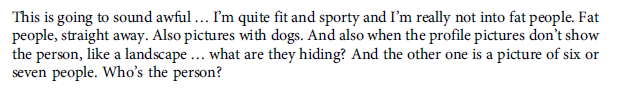 This is going to sound awful … I’m quite fit and sporty and I’m really not into fat people. Fat
people, straight away. Also pictures with dogs. And also when the profile pictures don’t show
the person, like a landscape … what are they hiding? And the other one is a picture of six or
seven people. Who’s the person?